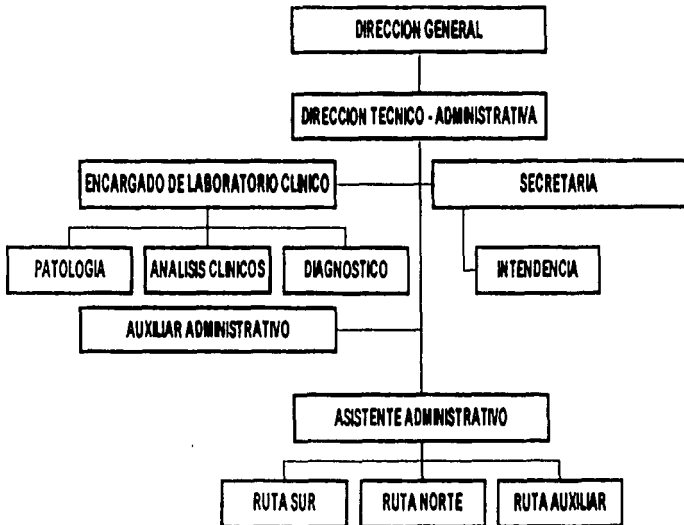 DIRECCION GENERAL
DIRECCION TECNICO - ADMINISTRATIVA
ENCARGADO DE LABORATORIO CLINICO
SECRETARIA
PATOLOGIA
ANALISIS CLINICOS
DIAGNOSTICO
INTENDENCIA
AUXILIAR ADMINISTRATIVO
ASISTENTE ADMINISTRATIVO
RUTA SUR
RUTA NORTE
RUTA AUXILIAR